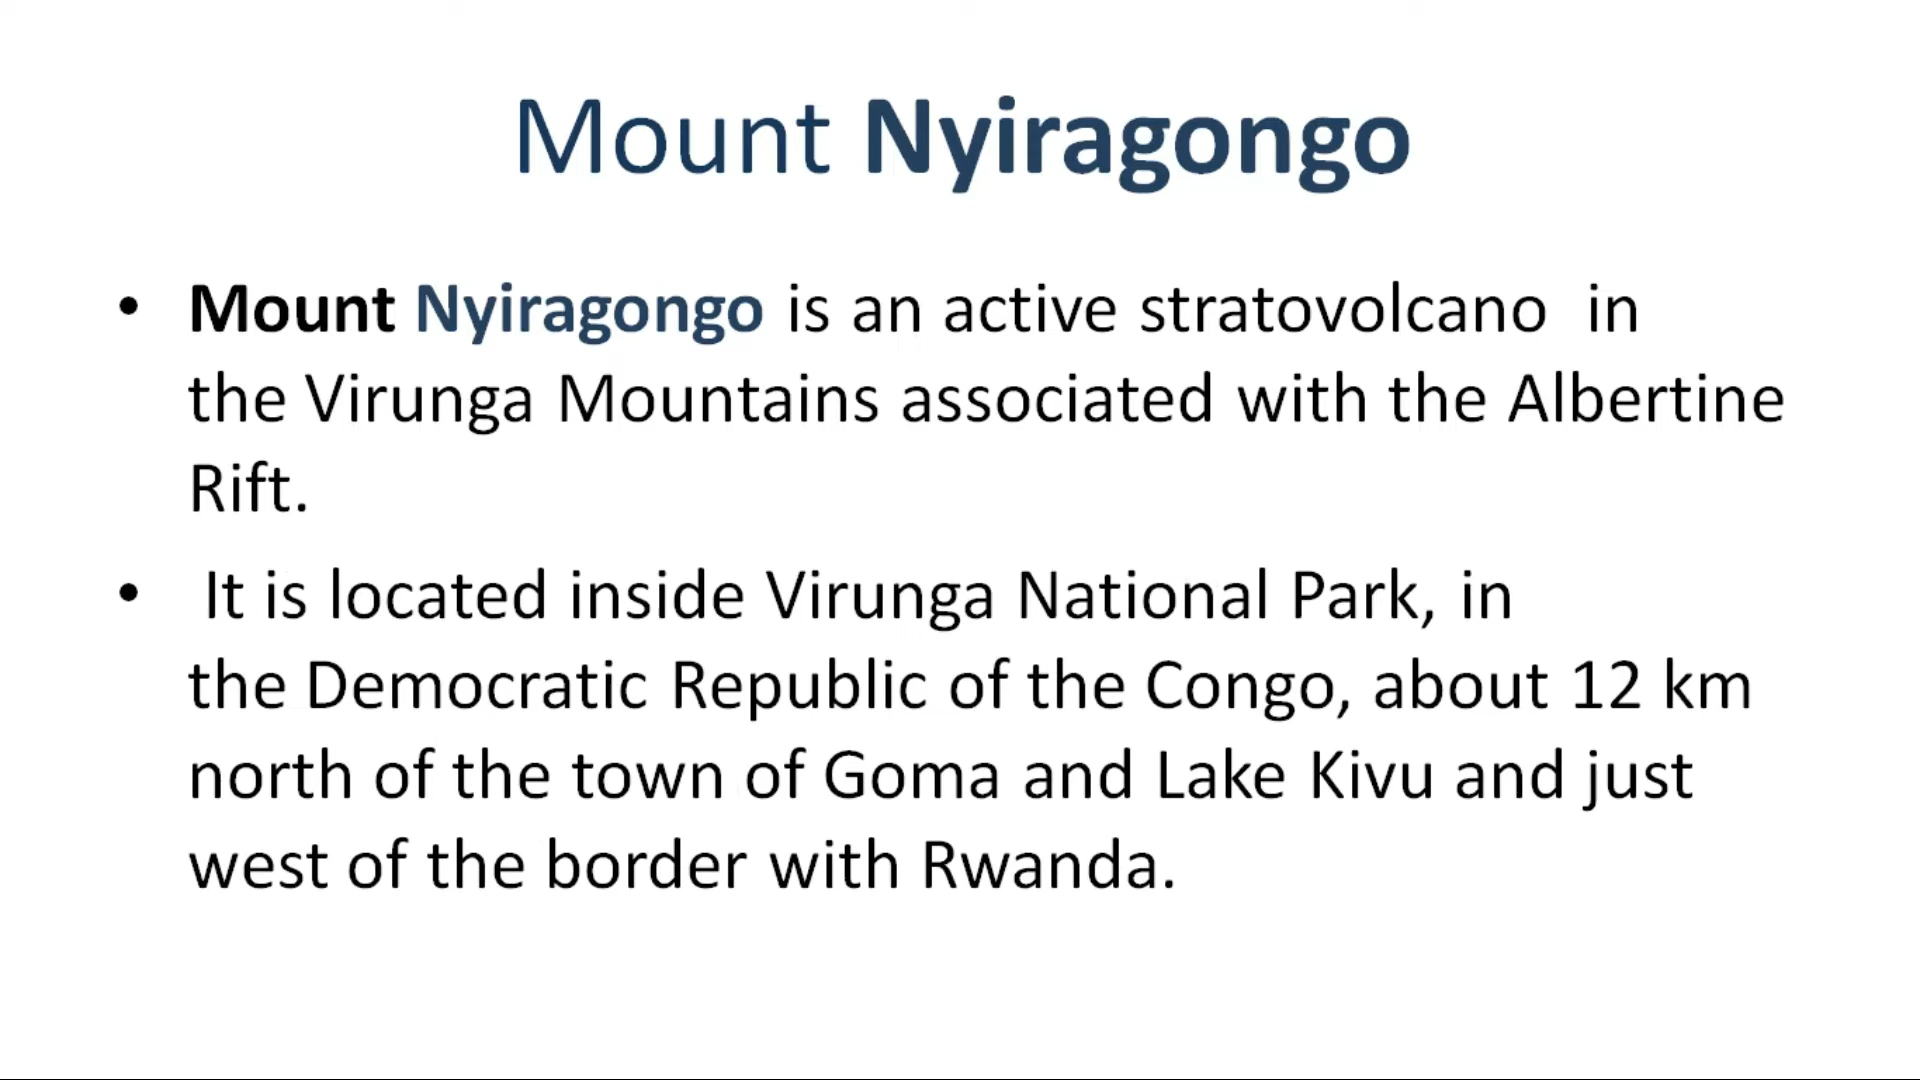 Mount Nyiragongo
• Mount Nyiragongo is an active stratovolcano in
the Virunga Mountains associated with the Albertine
Rift.
• It is located inside Virunga National Park, in
the Democratic Republic of the Congo, about 12 km
north of the town of Goma and Lake Kivu and just
west of the border with Rwanda.